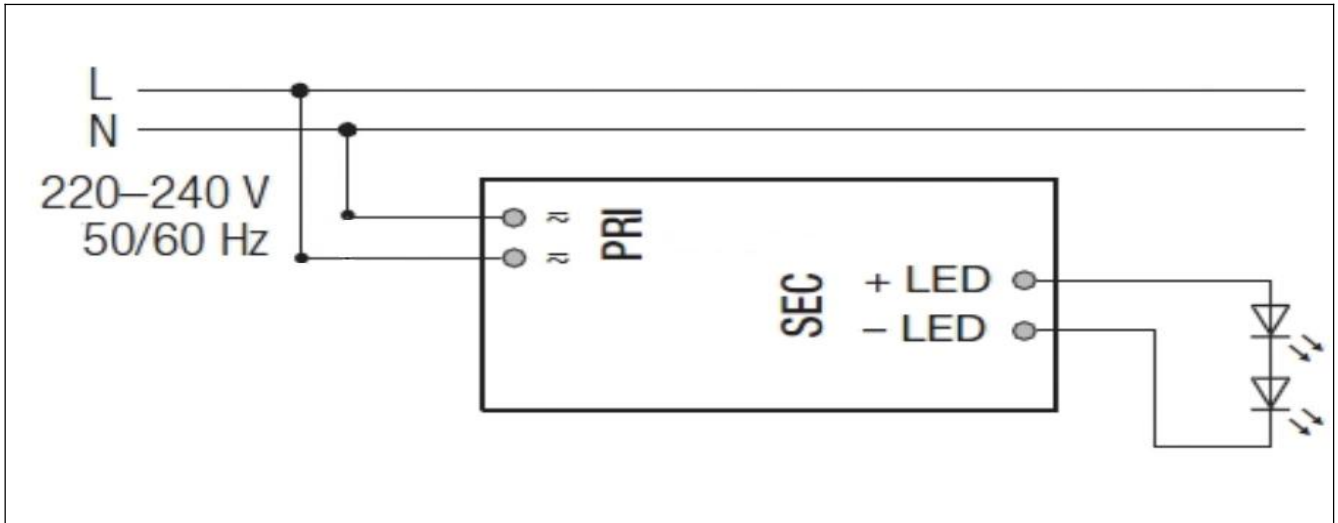 L
N
220–240 V
50/60 Hz
≈ PRI
≈
SEC
+ LED
– LED